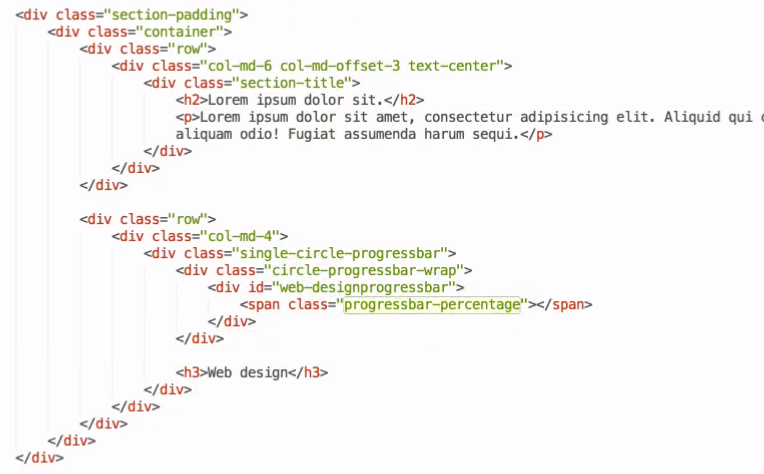 <div class="section-padding">
<div class="container">
<div class="row">
<div class="col-md-6 col-md-offset-3 text-center">
<div class="section-title">
<h2>Lorem ipsum dolor sit.</h2>
<p>Lorem ipsum dolor sit amet, consectetur adipisicing elit. Aliquid qui
aliquam odio! Fugiat assumenda harum sequi.</p>
</div>
</div>
</div>
<div class="row">
<div class="col-md-4">
<div class="single-circle-progressbar">
<div class="circle-progressbar-wrap">
<div id="web-designprogressbar">
<span class="progressbar-percentage"></span>
</div>
</div>
<h3>Web design</h3>
</div>
</div>
</div>
</div>
</div>